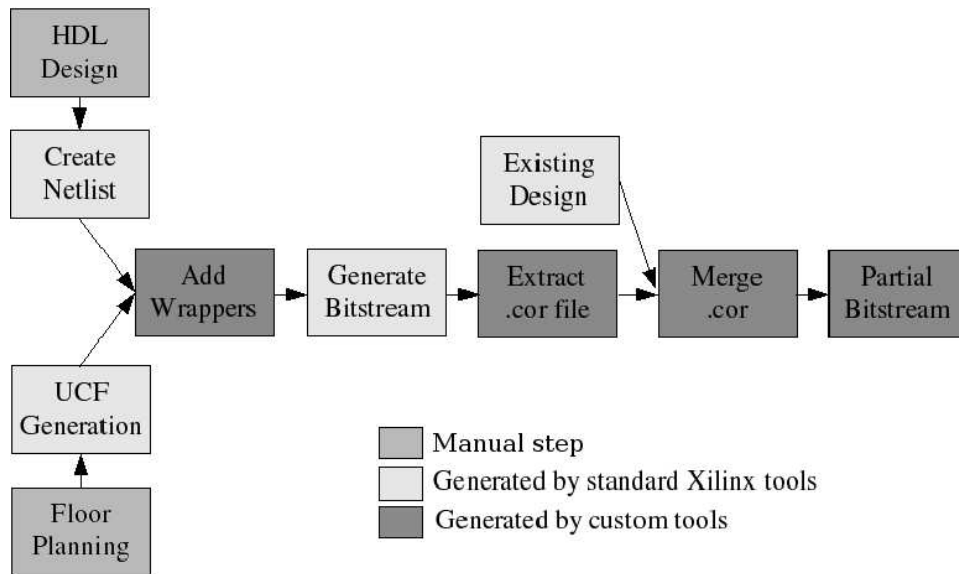 HDL
Design
Create
Netlist
Existing
Design
Add
Wrappers
Generate
Bitstream
Extract
.cor file
Merge
.cor
Partial
Bitstream
UCF
Generation
Floor
Planning
Manual step
Generated by standard Xilinx tools
Generated by custom tools